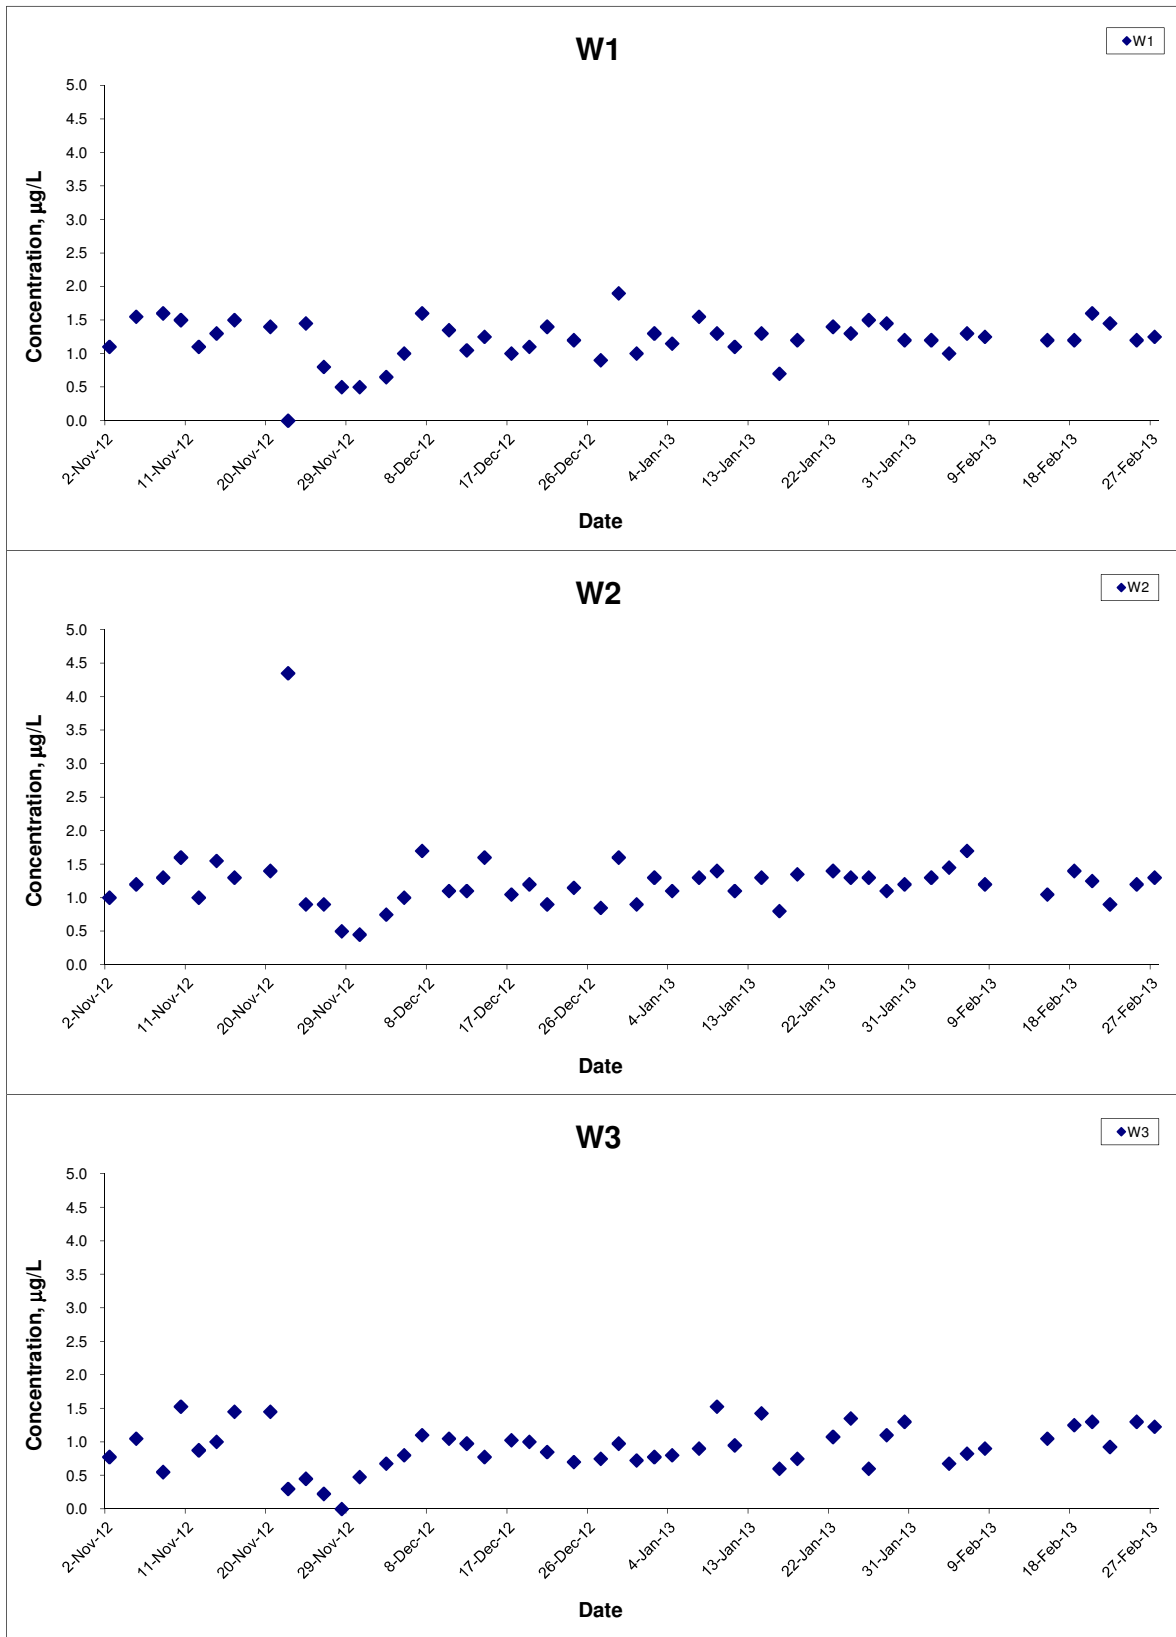 W1
W1
5.0
4.5
4.0
3.5
3.0
2.5
2.0
1.5
1.0
0.5
0.0
Concentration, µg/L
2-Nov-12
11-Nov-12
20-Nov-12
29-Nov-12
8-Dec-12
17-Dec-12
26-Dec-12
4-Jan-13
13-Jan-13
22-Jan-13
31-Jan-13
9-Feb-13
18-Feb-13
27-Feb-13
Date
W2
W2
5.0
4.5
4.0
3.5
3.0
2.5
2.0
1.5
1.0
0.5
0.0
Concentration, µg/L
2-Nov-12
11-Nov-12
20-Nov-12
29-Nov-12
8-Dec-12
17-Dec-12
26-Dec-12
4-Jan-13
13-Jan-13
22-Jan-13
31-Jan-13
9-Feb-13
18-Feb-13
27-Feb-13
Date
W3
W3
5.0
4.5
4.0
3.5
3.0
2.5
2.0
1.5
1.0
0.5
0.0
Concentration, µg/L
2-Nov-12
11-Nov-12
20-Nov-12
29-Nov-12
8-Dec-12
17-Dec-12
26-Dec-12
4-Jan-13
13-Jan-13
22-Jan-13
31-Jan-13
9-Feb-13
18-Feb-13
27-Feb-13
Date